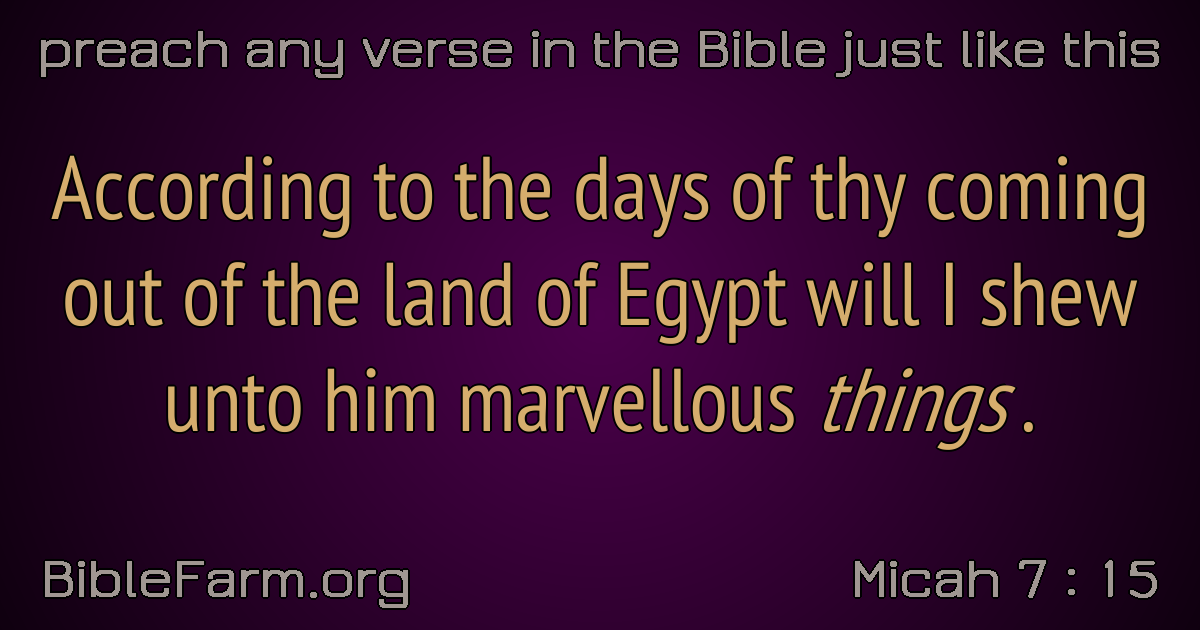 preach any verse in the Bible just like this
According to the days of thy coming
out of the land of Egypt will I shew
unto him marvellous things .
BibleFarm.org
Micah 7 : 15